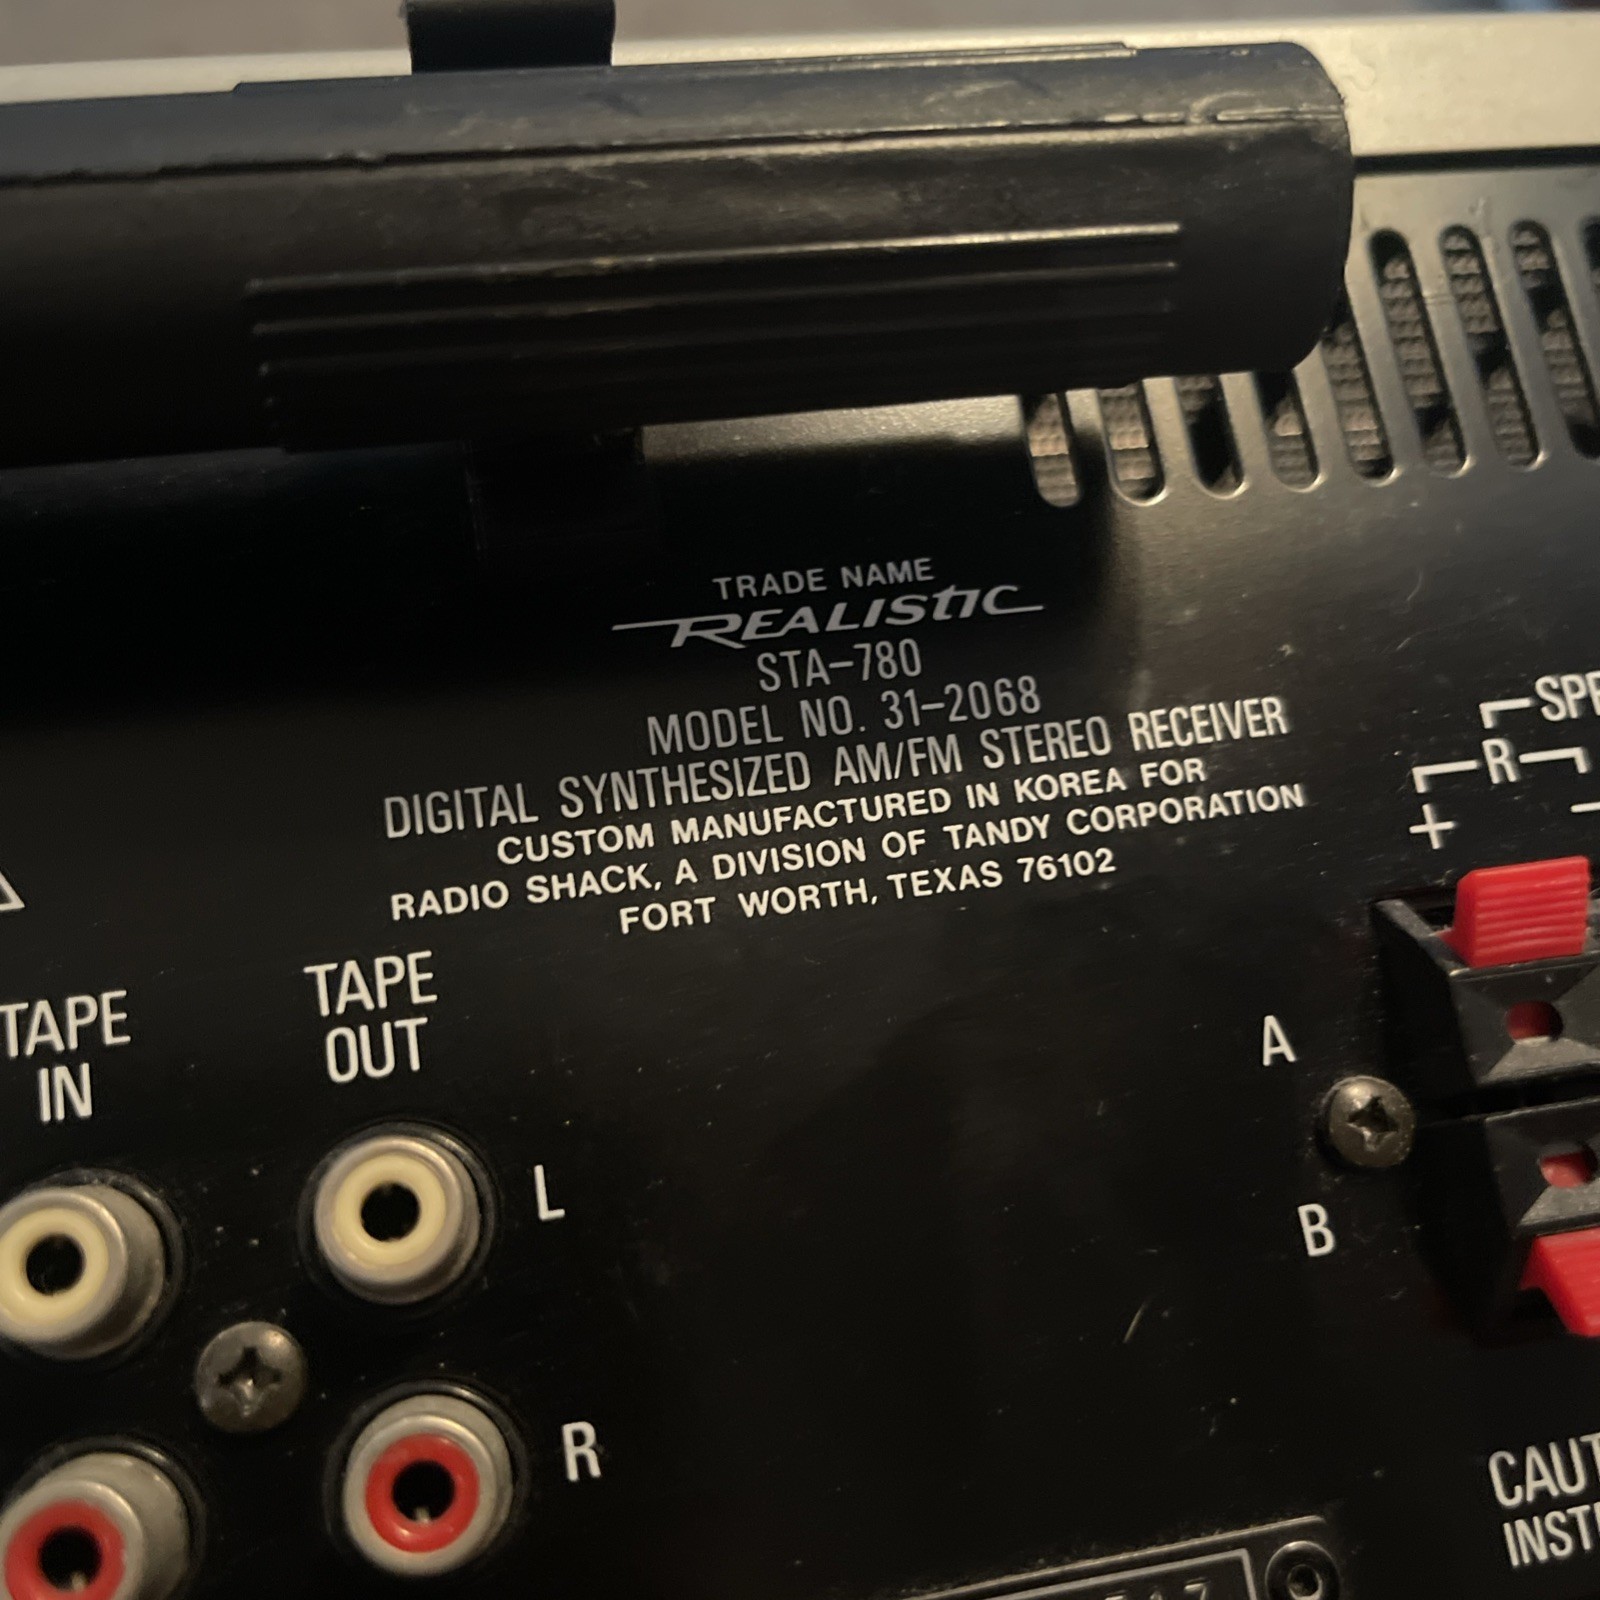 TRADE NAME
REALISTIC
STA-780
MODEL NO. 31-2068
DIGITAL SYNTHESIZED AM/FM STEREO RECEIVER
CUSTOM MANUFACTURED IN KOREA FOR
RADIO SHACK, A DIVISION OF TANDY CORPORATION
FORT WORTH, TEXAS 76102
R
+ -
TAPE
IN
TAPE
OUT
L
R
A
B